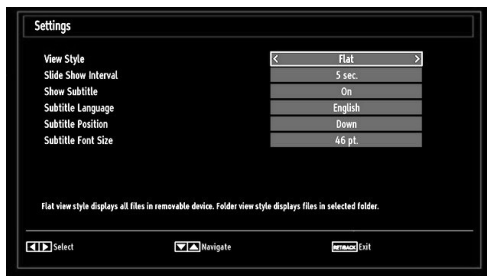 Settings
View Style < Flat >
Slide Show Interval 5 sec.
Show Subtitle On
Subtitle Language English
Subtitle Position Down
Subtitle Font Size 46 pt.
Flat view style displays all files in removable device. Folder view style displays files in selected folder.
Select Navigate RET/BACK Exit